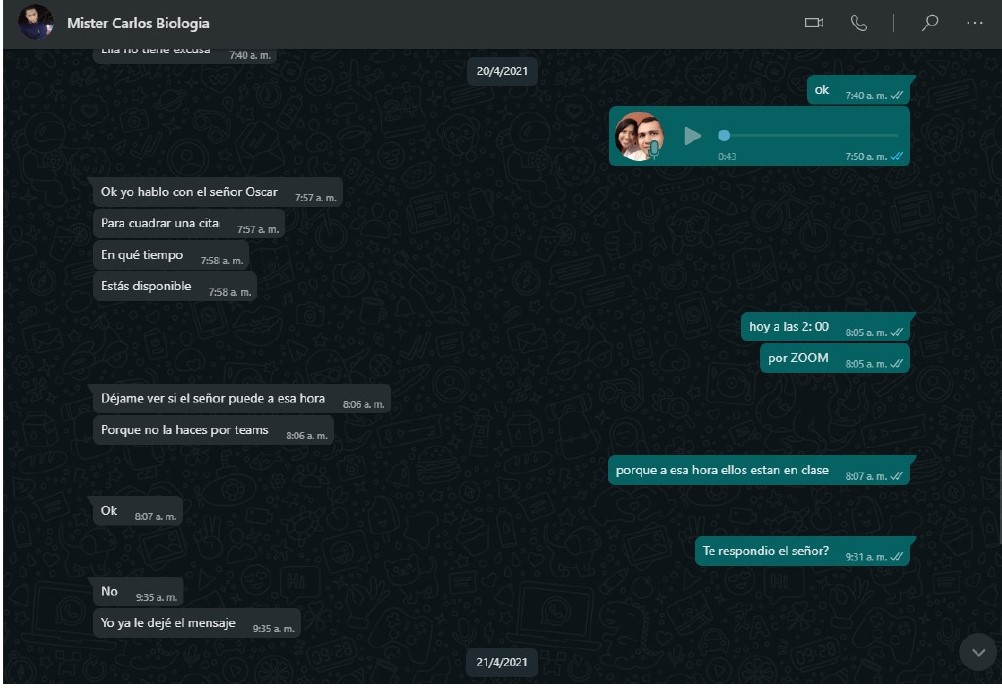 Mister Carlos Biologia
Ella no tiene excusa 7:40 a. m.
20/4/2021
ok 7:40 a. m.
0:43 7:50 a. m.
Ok yo hablo con el señor Oscar 7:57 a. m.
Para cuadrar una cita 7:57 a. m.
En qué tiempo 7:58 a. m.
Estás disponible 7:58 a. m.
hoy a las 2: 00 8:05 a. m.
por ZOOM 8:05 a. m.
Déjame ver si el señor puede a esa hora 8:06 a. m.
Porque no la haces por teams 8:06 a. m.
porque a esa hora ellos estan en clase 8:07 a. m.
Ok 8:07 a. m.
Te respondio el señor? 9:31 a. m.
No 9:35 a. m.
Yo ya le dejé el mensaje 9:35 a. m.
21/4/2021